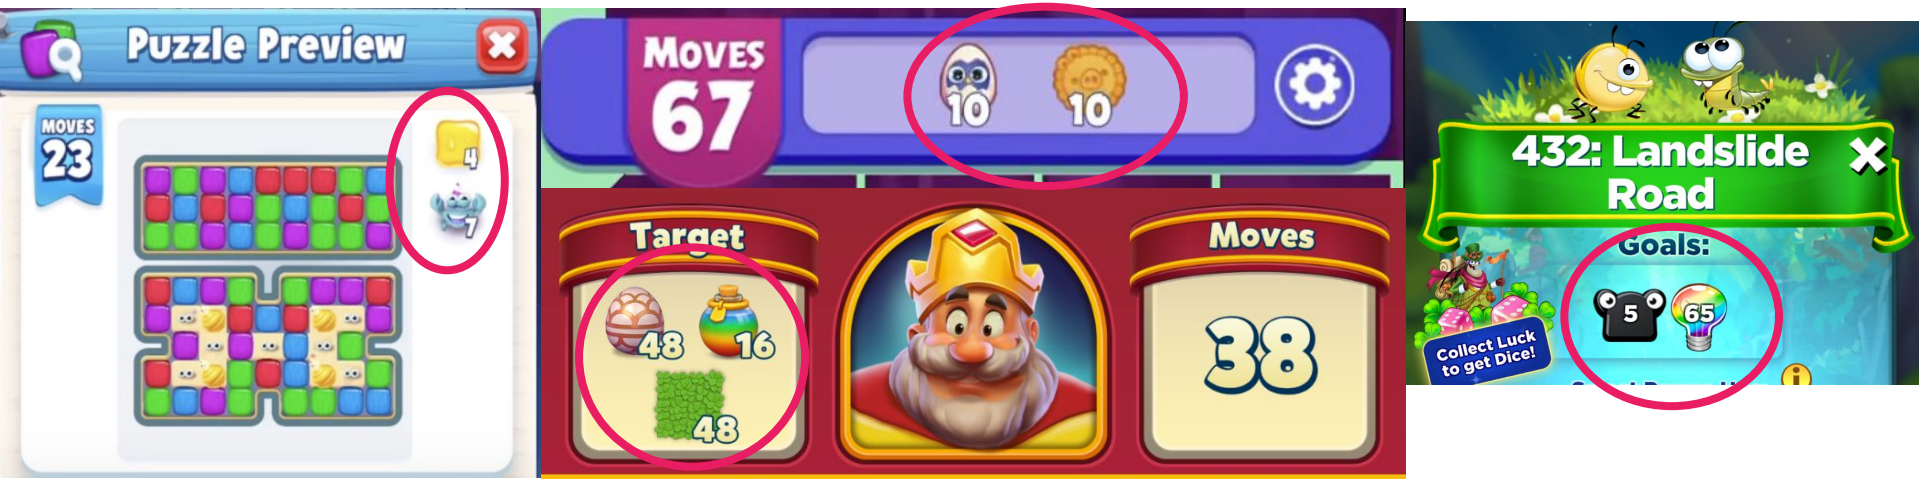 Puzzle Preview
MOVES
23
4
7
MOVES
67
10
10
Target
48
16
48
Moves
38
432: Landslide
Road
Goals:
5
65
Collect Luck
to get Dice!
i